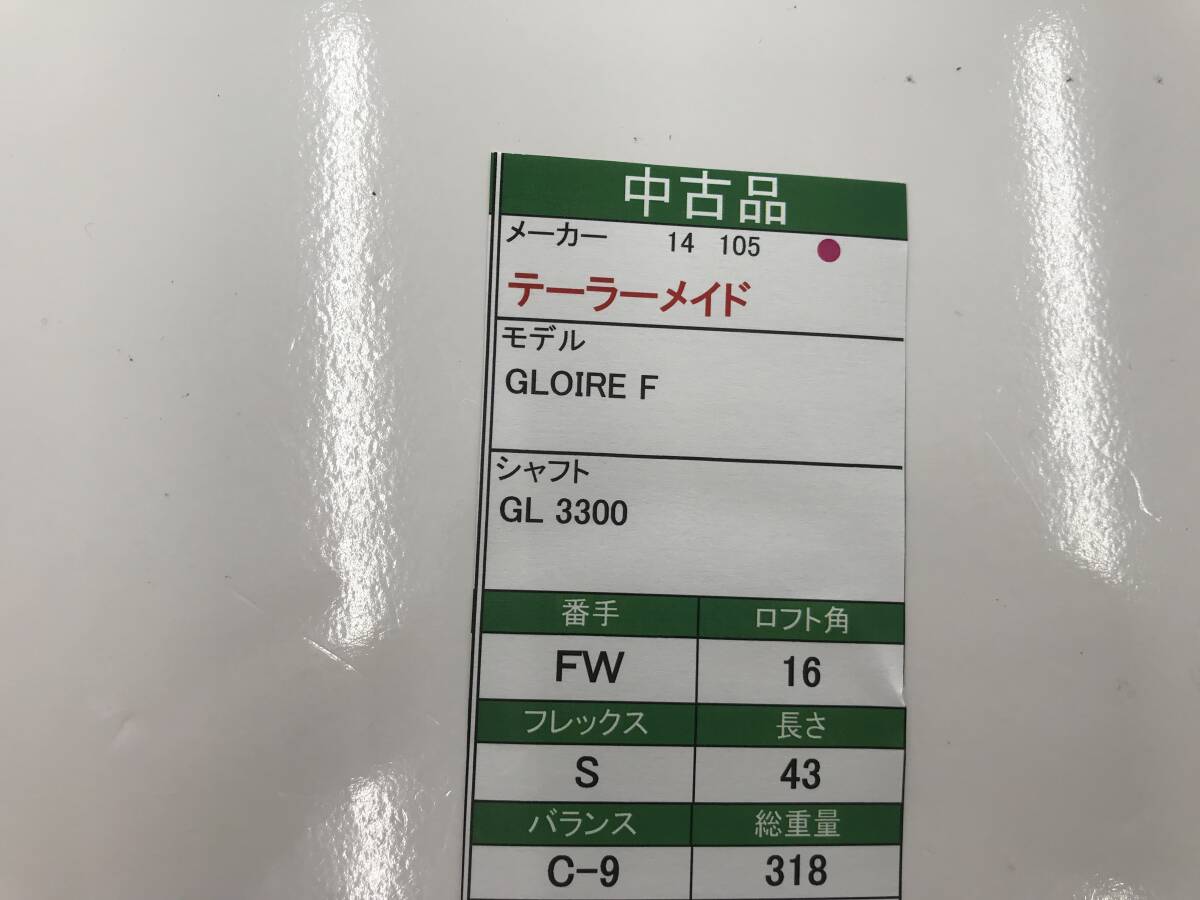 中古品
メーカー 14 105
テーラーメイド
モデル
GLOIRE F
シャフト
GL 3300
番手 ロフト角
FW 16
フレックス 長さ
S 43
バランス 総重量
C-9 318